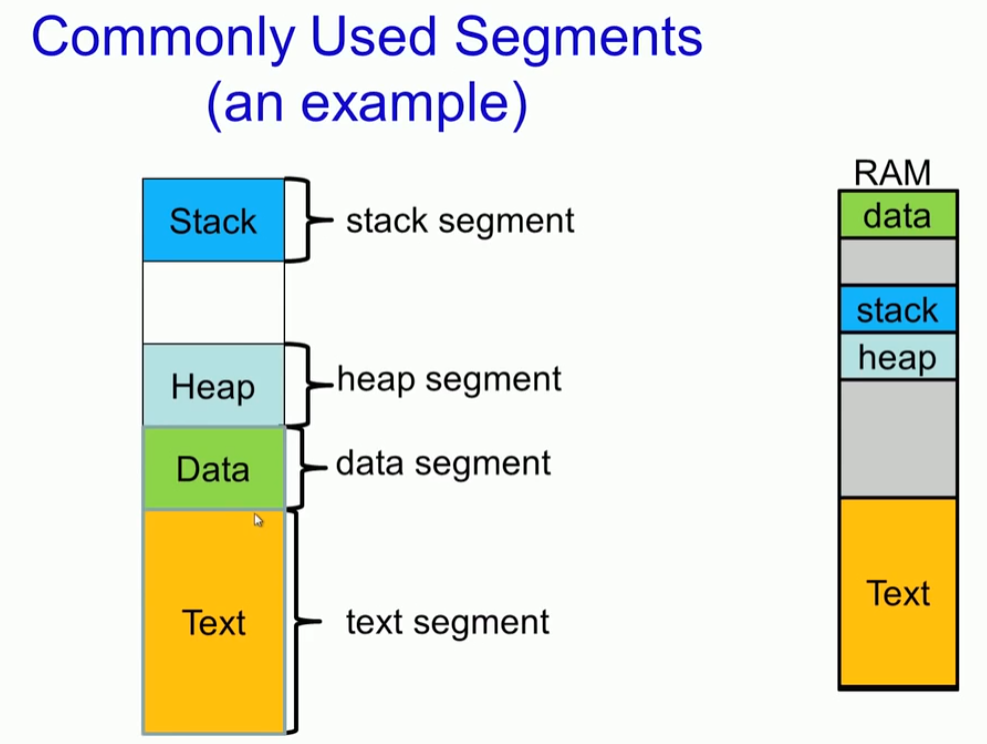 Commonly Used Segments
(an example)
Stack
stack segment
Heap
heap segment
Data
data segment
Text
text segment
RAM
data
stack
heap
Text